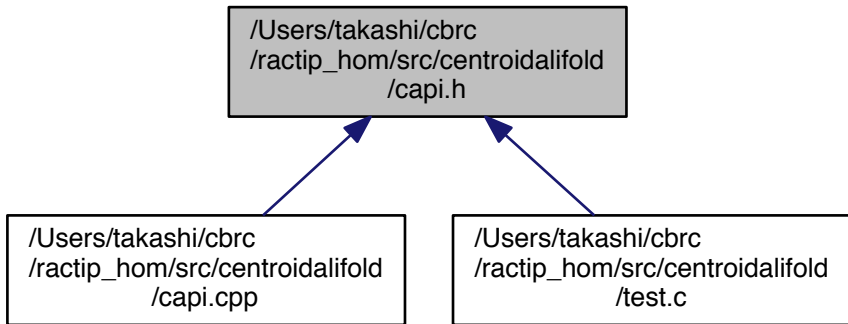 /Users/takashi/cbrc
/ractip_hom/src/centroidalifold
/capi.h
/Users/takashi/cbrc
/ractip_hom/src/centroidalifold
/capi.cpp
/Users/takashi/cbrc
/ractip_hom/src/centroidalifold
/test.c